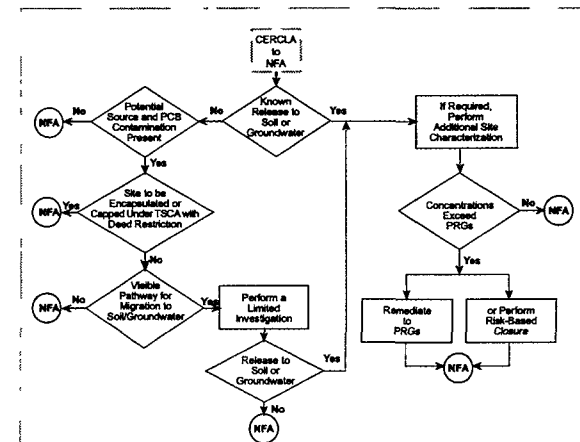 CERCLA
to
NFA
Known
Release to
Soil or
Groundwater
No
Yes
Potential
Source and PCB
Contamination
Present
No
NFA
Yes
If Required,
Perform
Additional Site
Characterization
Site to be
Encapsulated or
Capped Under TSCA with
Deed Restriction
Yes
NFA
No
Concentrations
Exceed
PRGs
No
NFA
Yes
Visible
Pathway for
Migration to
Soil/Groundwater
No
NFA
Yes
Perform a
Limited
Investigation
Remediate
to
PRGs
or Perform
Risk-Based
Closure
NFA
Release to
Soil or
Groundwater
Yes
No
NFA